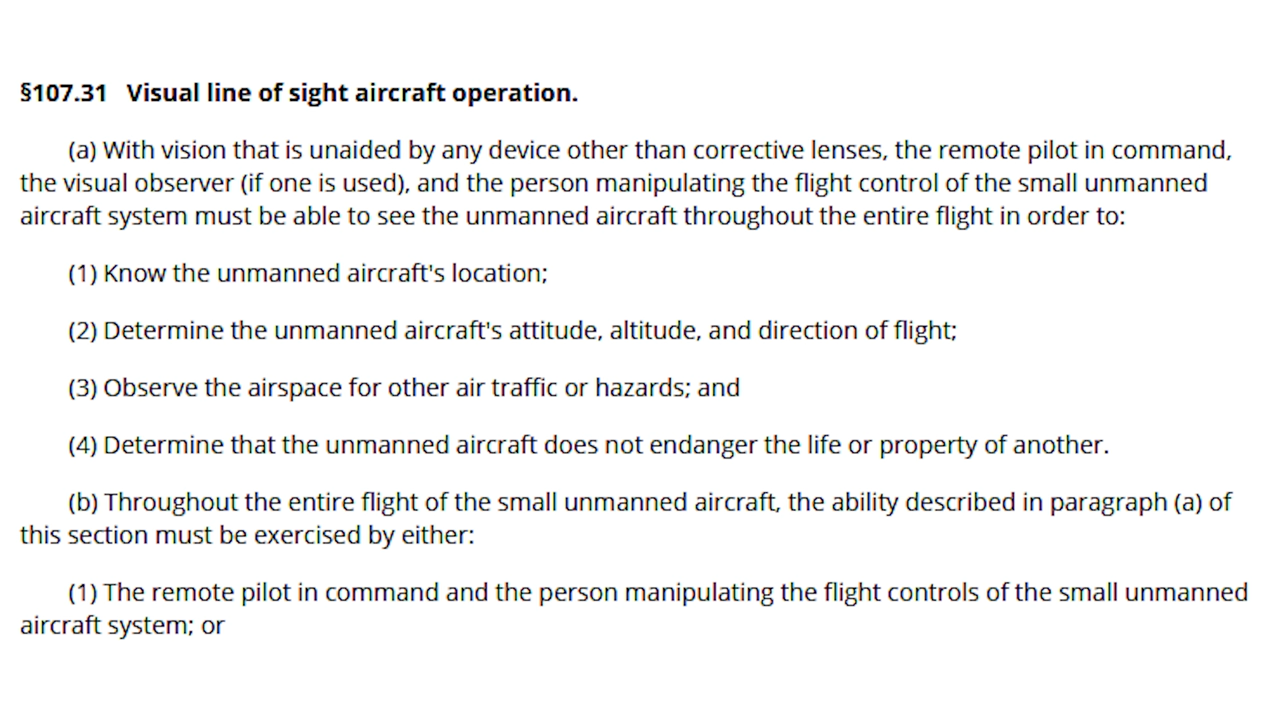 §107.31 Visual line of sight aircraft operation.
(a) With vision that is unaided by any device other than corrective lenses, the remote pilot in command,
the visual observer (if one is used), and the person manipulating the flight control of the small unmanned
aircraft system must be able to see the unmanned aircraft throughout the entire flight in order to:
(1) Know the unmanned aircraft's location;
(2) Determine the unmanned aircraft's attitude, altitude, and direction of flight;
(3) Observe the airspace for other air traffic or hazards; and
(4) Determine that the unmanned aircraft does not endanger the life or property of another.
(b) Throughout the entire flight of the small unmanned aircraft, the ability described in paragraph (a) of
this section must be exercised by either:
(1) The remote pilot in command and the person manipulating the flight controls of the small unmanned
aircraft system; or